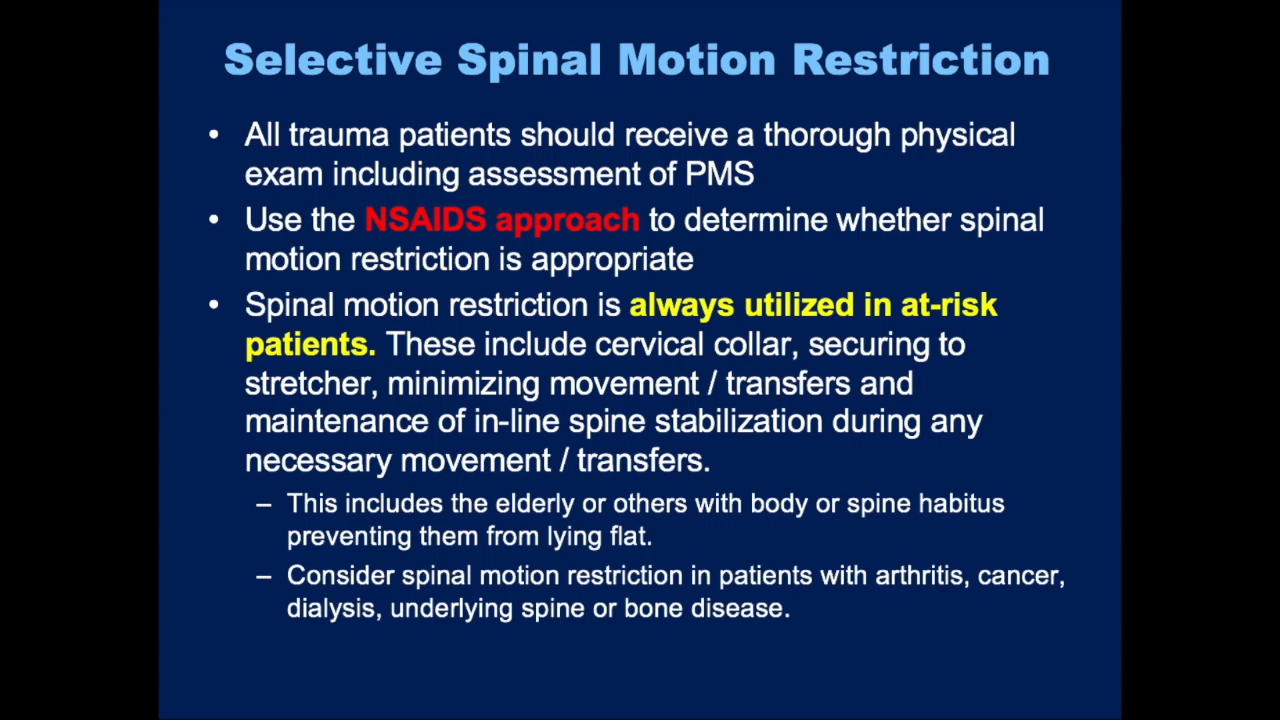 Selective Spinal Motion Restriction
• All trauma patients should receive a thorough physical
exam including assessment of PMS
• Use the NSAIDS approach to determine whether spinal
motion restriction is appropriate
• Spinal motion restriction is always utilized in at-risk
patients. These include cervical collar, securing to
stretcher, minimizing movement / transfers and
maintenance of in-line spine stabilization during any
necessary movement / transfers.
– This includes the elderly or others with body or spine habitus
preventing them from lying flat.
– Consider spinal motion restriction in patients with arthritis, cancer,
dialysis, underlying spine or bone disease.